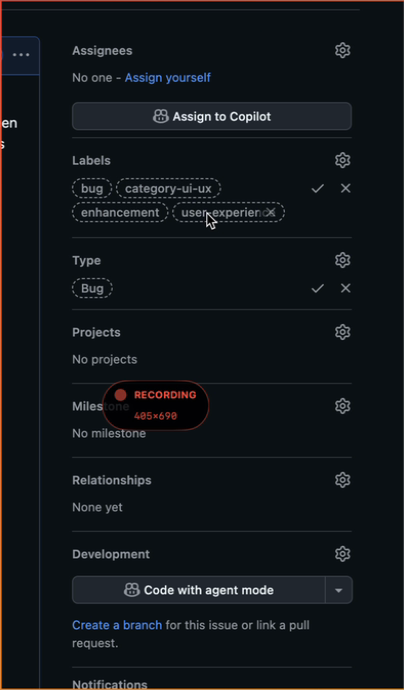 Assignees
No one - Assign yourself
en
Assign to Copilot
s
Labels
bug category-ui-ux
enhancement user-experience
Type
Bug
Projects
No projects
RECORDING
Milestone
405×690
No milestone
Relationships
None yet
Development
Code with agent mode
Create a branch for this issue or link a pull
request.
Notifications